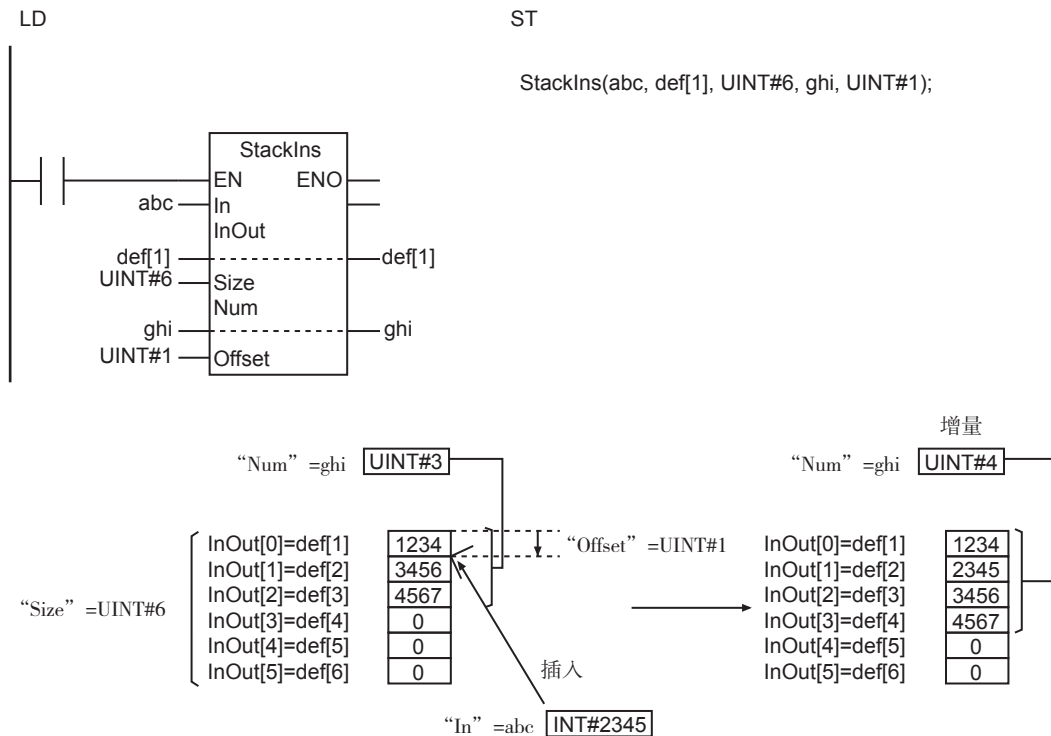 LD
ST
StackIns(abc, def[1], UINT#6, ghi, UINT#1);
StackIns
EN ENO
abc In
InOut
def[1] def[1]
UINT#6 Size
Num
ghi ghi
UINT#1 Offset
增量
“Num”=ghi UINT#3
“Num”=ghi UINT#4
“Size”=UINT#6
InOut[0]=def[1] 1234
InOut[1]=def[2] 3456
InOut[2]=def[3] 4567
InOut[3]=def[4] 0
InOut[4]=def[5] 0
InOut[5]=def[6] 0
“Offset”=UINT#1
插入
“In”=abc INT#2345
InOut[0]=def[1] 1234
InOut[1]=def[2] 2345
InOut[2]=def[3] 3456
InOut[3]=def[4] 4567
InOut[4]=def[5] 0
InOut[5]=def[6] 0